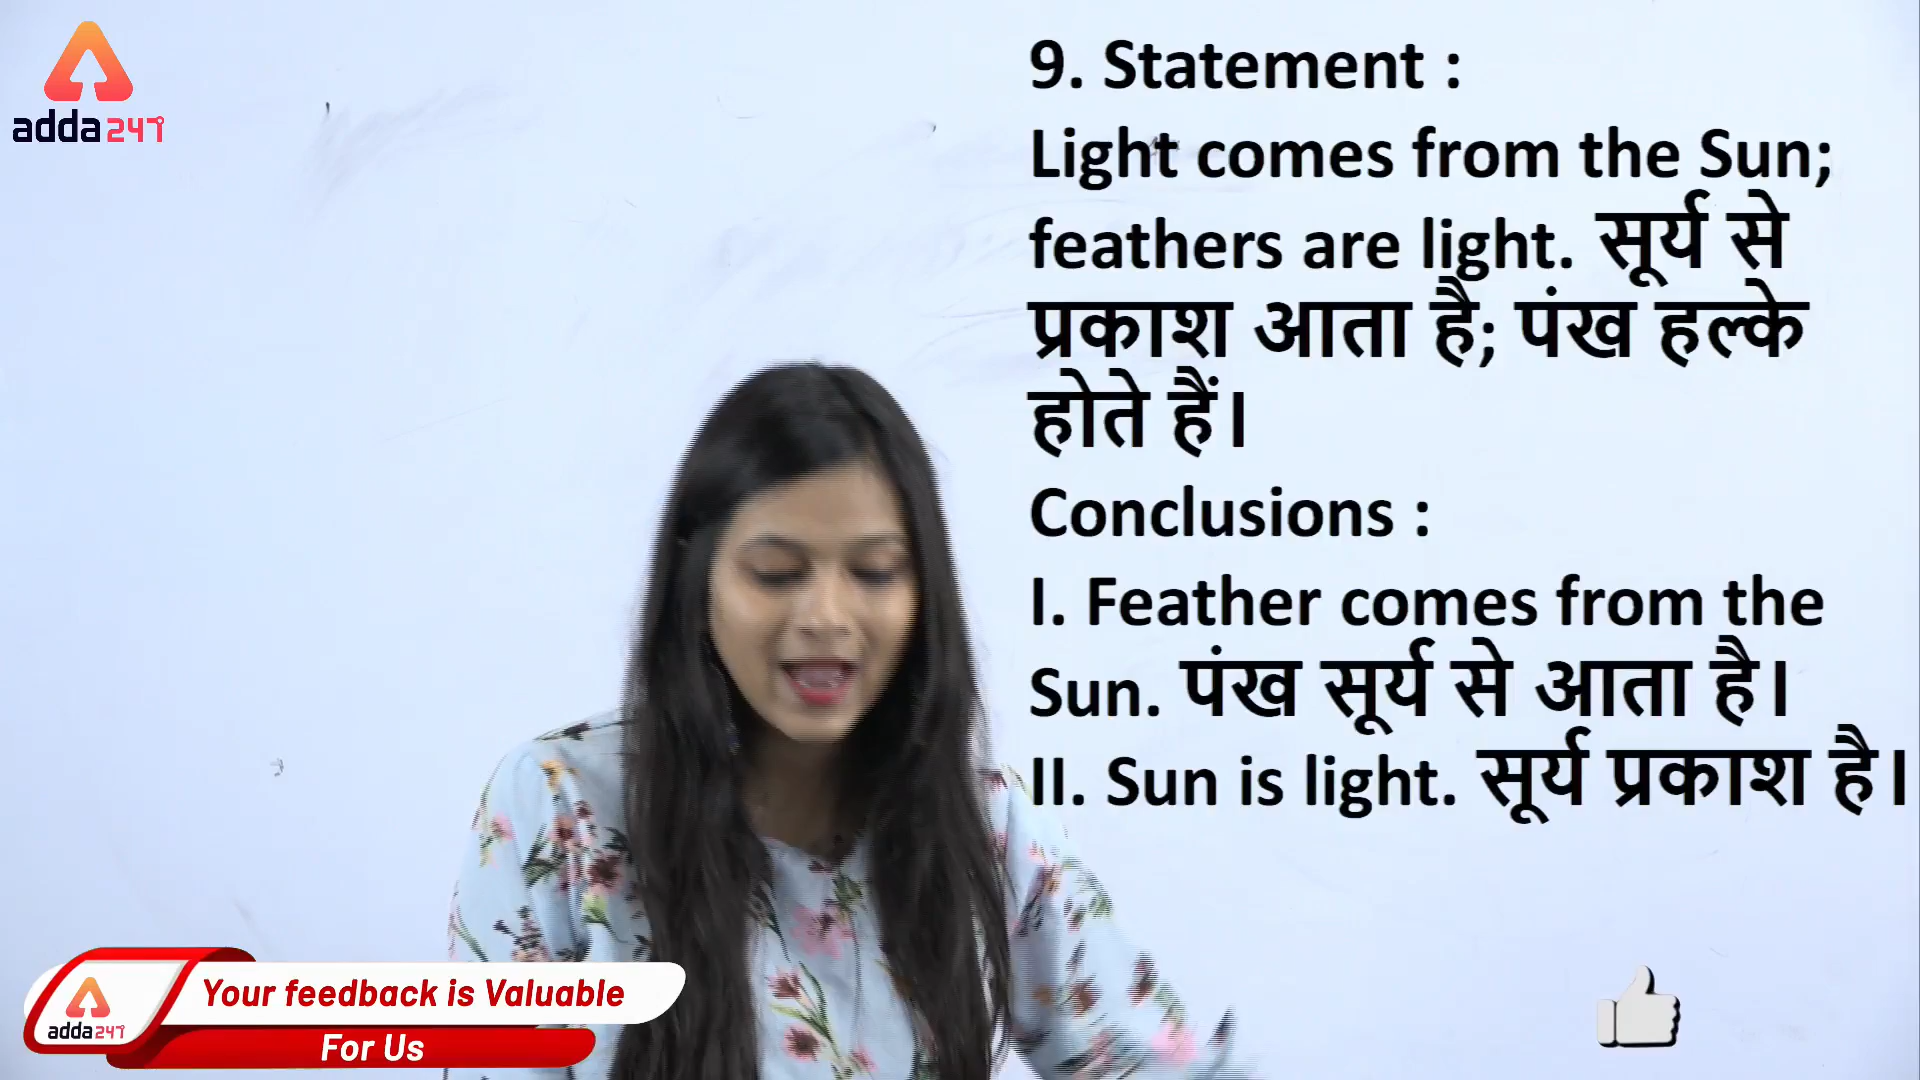 adda247
9. Statement :
Light comes from the Sun;
feathers are light. सूर्य से
प्रकाश आता है; पंख हल्के
होते हैं।
Conclusions :
I. Feather comes from the
Sun. पंख सूर्य से आता है।
II. Sun is light. सूर्य प्रकाश है।
Your feedback is Valuable
adda247
For Us